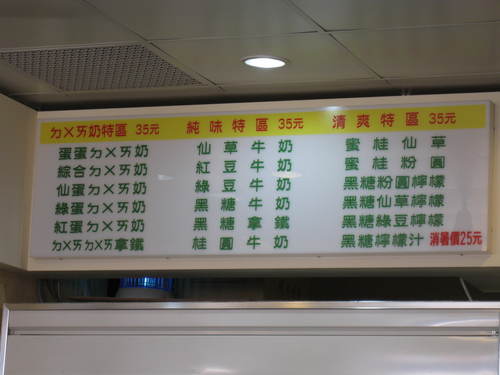 ㄉㄨㄞ奶特區 35元 純味特區 35元 清爽特區 35元
蛋蛋ㄉㄨㄞ奶 仙草牛奶 蜜桂仙草
綜合ㄉㄨㄞ奶 紅豆牛奶 蜜桂粉圓
仙蛋ㄉㄨㄞ奶 綠豆牛奶 黑糖粉圓檸檬
綠蛋ㄉㄨㄞ奶 黑糖牛奶 黑糖仙草檸檬
紅蛋ㄉㄨㄞ奶 黑糖拿鐵 黑糖綠豆檸檬
ㄉㄨㄞㄉㄨㄞ拿鐵 桂圓牛奶 黑糖檸檬汁 消暑價25元